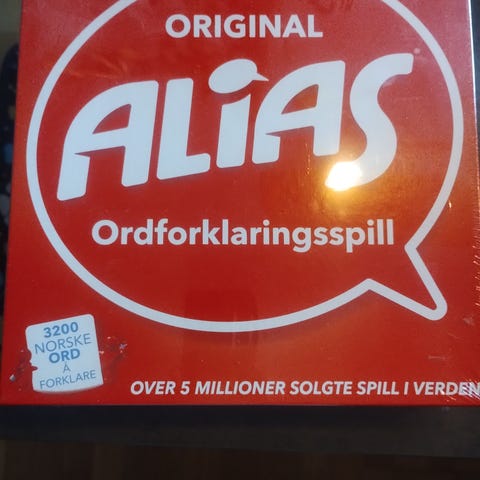 ORIGINAL
ALiAS
Ordforklaringsspill
3200
NORSKE
ORD
Å
FORKLARE
OVER 5 MILLIONER SOLGTE SPILL I VERDEN